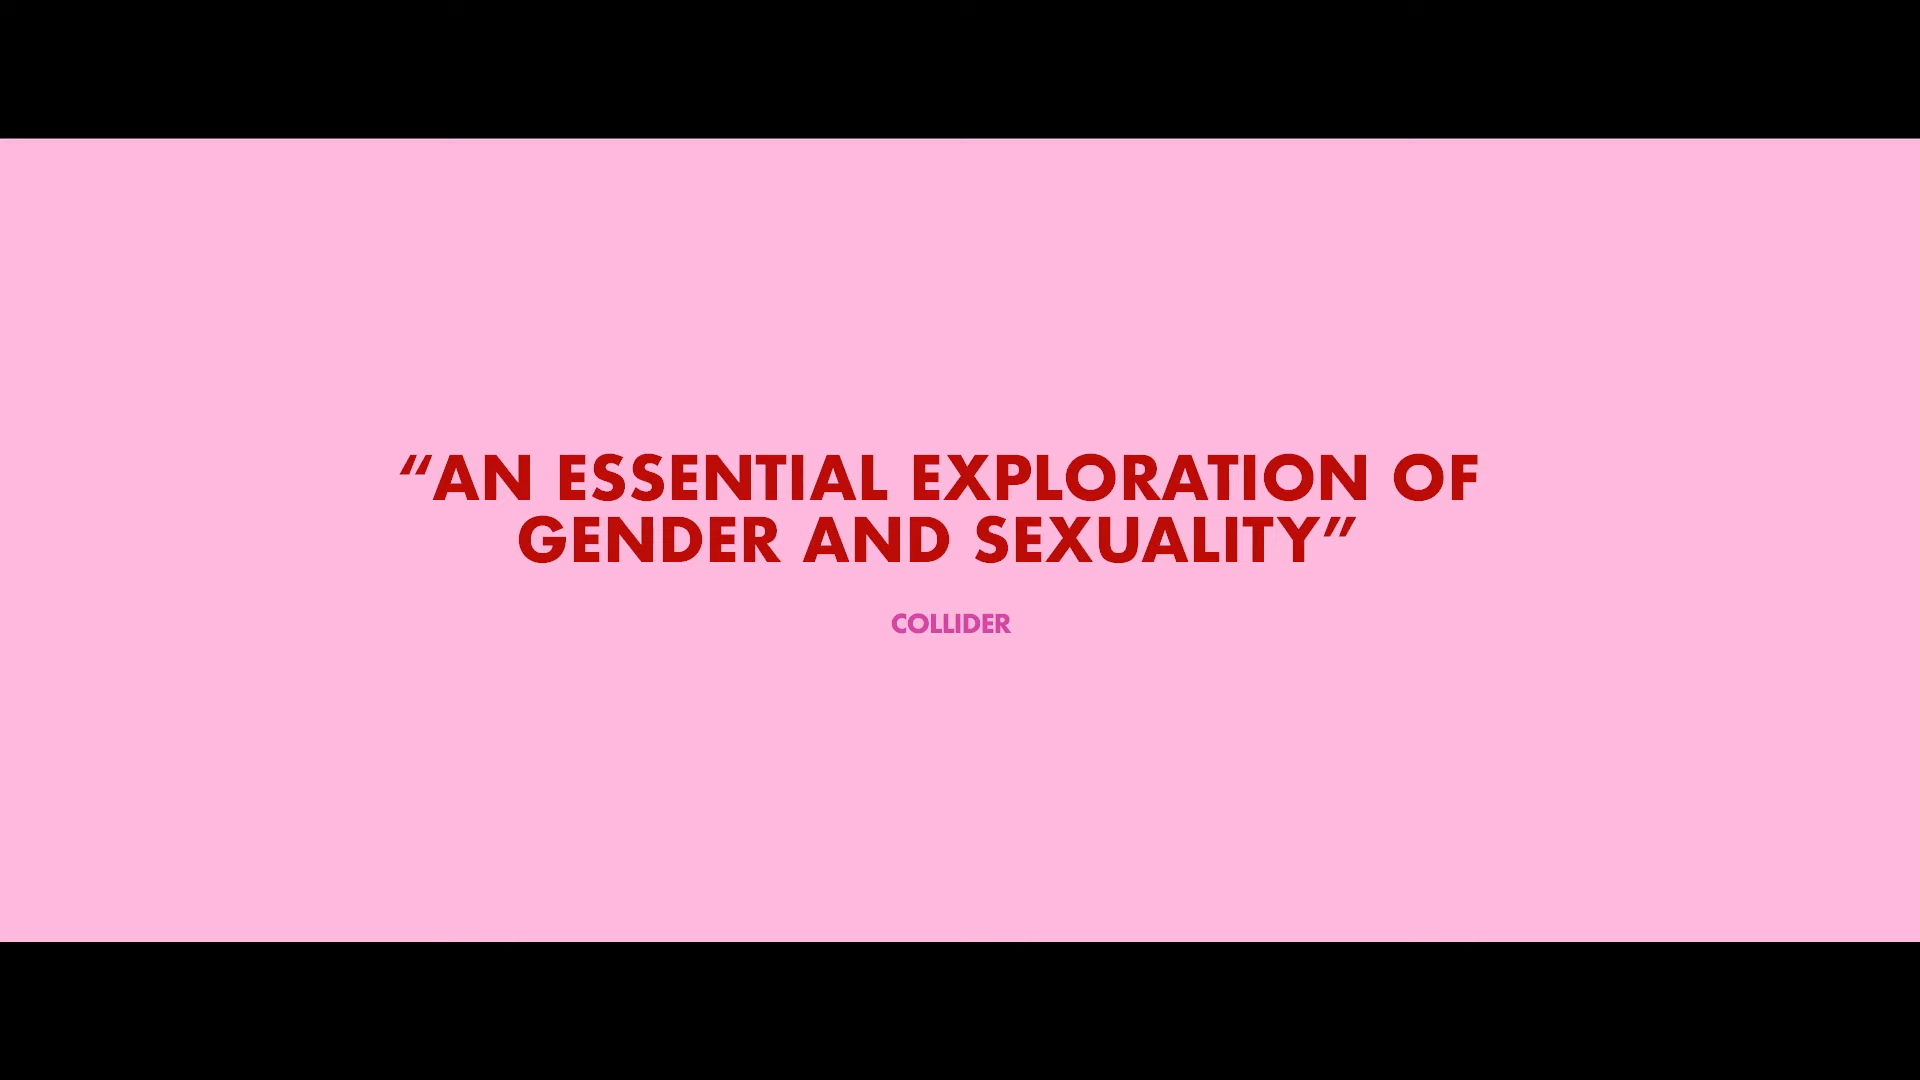 “AN ESSENTIAL EXPLORATION OF
GENDER AND SEXUALITY”
COLLIDER